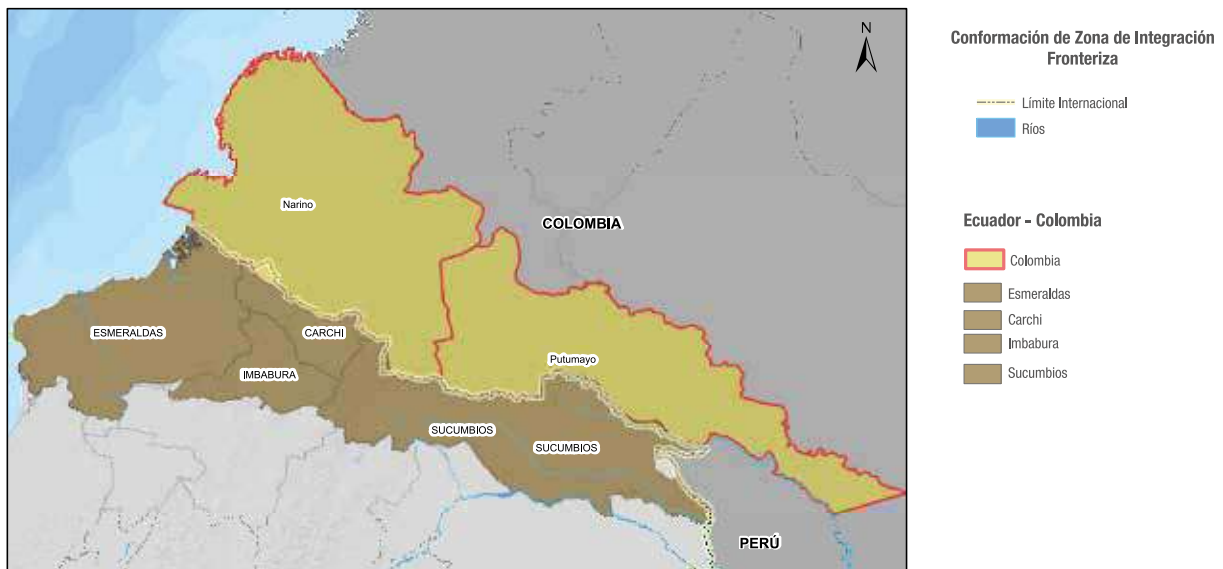 N
Narino
COLOMBIA
ESMERALDAS
CARCHI
Putumayo
IMBABURA
SUCUMBIOS
SUCUMBIOS
PERÚ
Conformación de Zona de Integración
Fronteriza
Límite Internacional
Ríos
Ecuador - Colombia
Colombia
Esmeraldas
Carchi
Imbabura
Sucumbios